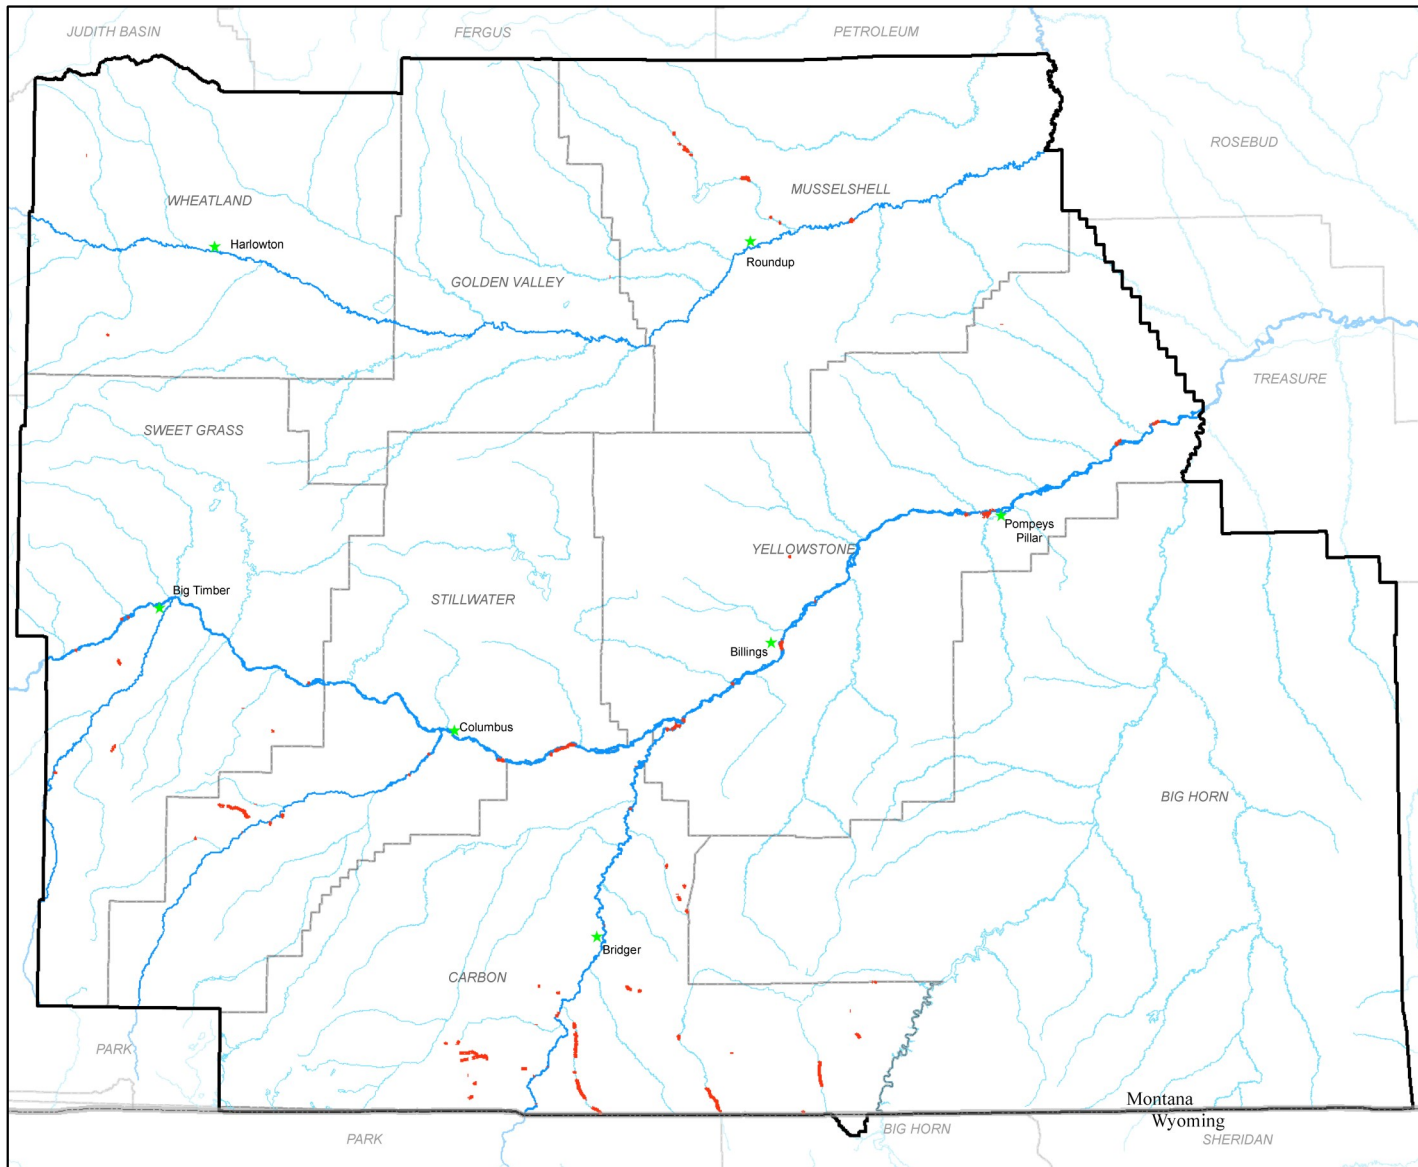 JUDITH BASIN
FERGUS
PETROLEUM
ROSEBUD
WHEATLAND
MUSSELSHELL
Harlowton
Roundup
GOLDEN VALLEY
TREASURE
SWEET GRASS
Pompeys
Pillar
YELLOWSTONE
Big Timber
STILLWATER
Billings
Columbus
BIG HORN
Bridger
CARBON
PARK
Montana
Wyoming
PARK
BIG HORN
SHERIDAN